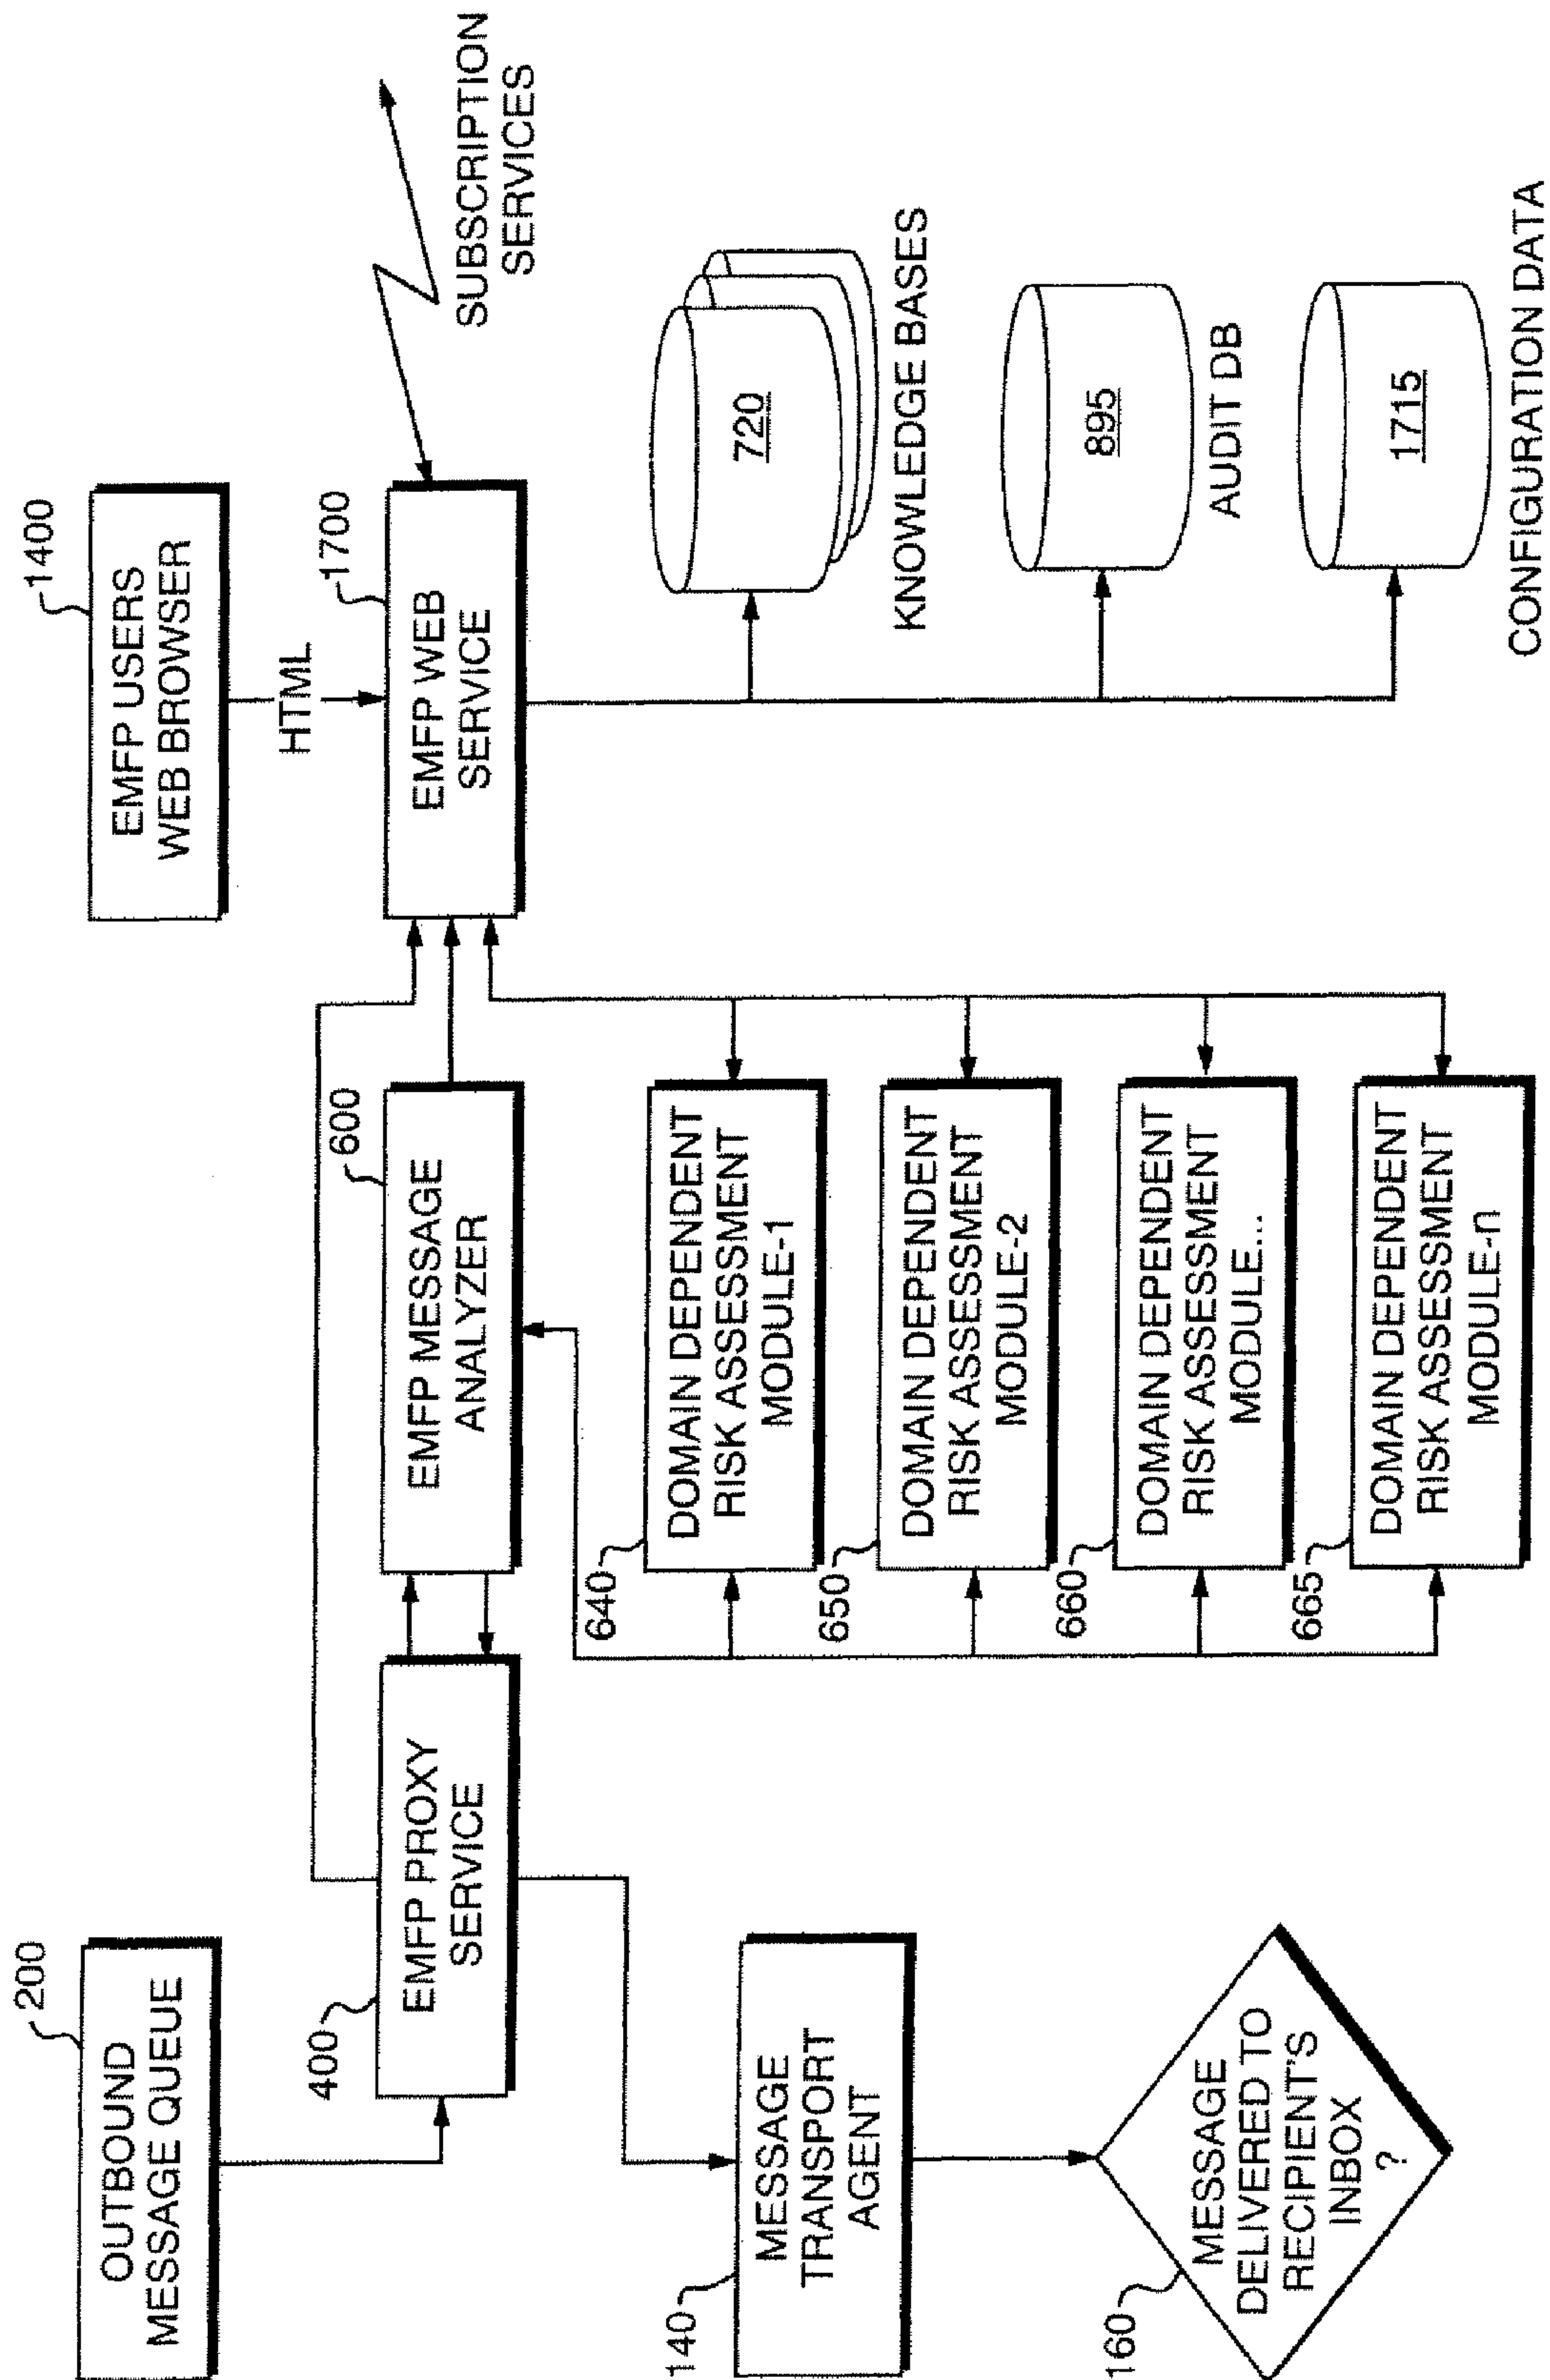 200
OUTBOUND
MESSAGE QUEUE
400
EMFP PROXY
SERVICE
140
MESSAGE
TRANSPORT
AGENT
160
MESSAGE
DELIVERED TO
RECIPIENT'S
INBOX
?
600
EMFP MESSAGE
ANALYZER
640
DOMAIN DEPENDENT
RISK ASSESSMENT
MODULE-1
650
DOMAIN DEPENDENT
RISK ASSESSMENT
MODULE-2
660
DOMAIN DEPENDENT
RISK ASSESSMENT
MODULE...
665
DOMAIN DEPENDENT
RISK ASSESSMENT
MODULE-n
1400
EMFP USERS
WEB BROWSER
HTML
1700
EMFP WEB
SERVICE
SUBSCRIPTION
SERVICES
720
KNOWLEDGE BASES
895
AUDIT DB
1715
CONFIGURATION DATA